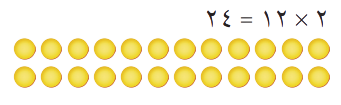 ٢ × ١٢ = ٢٤